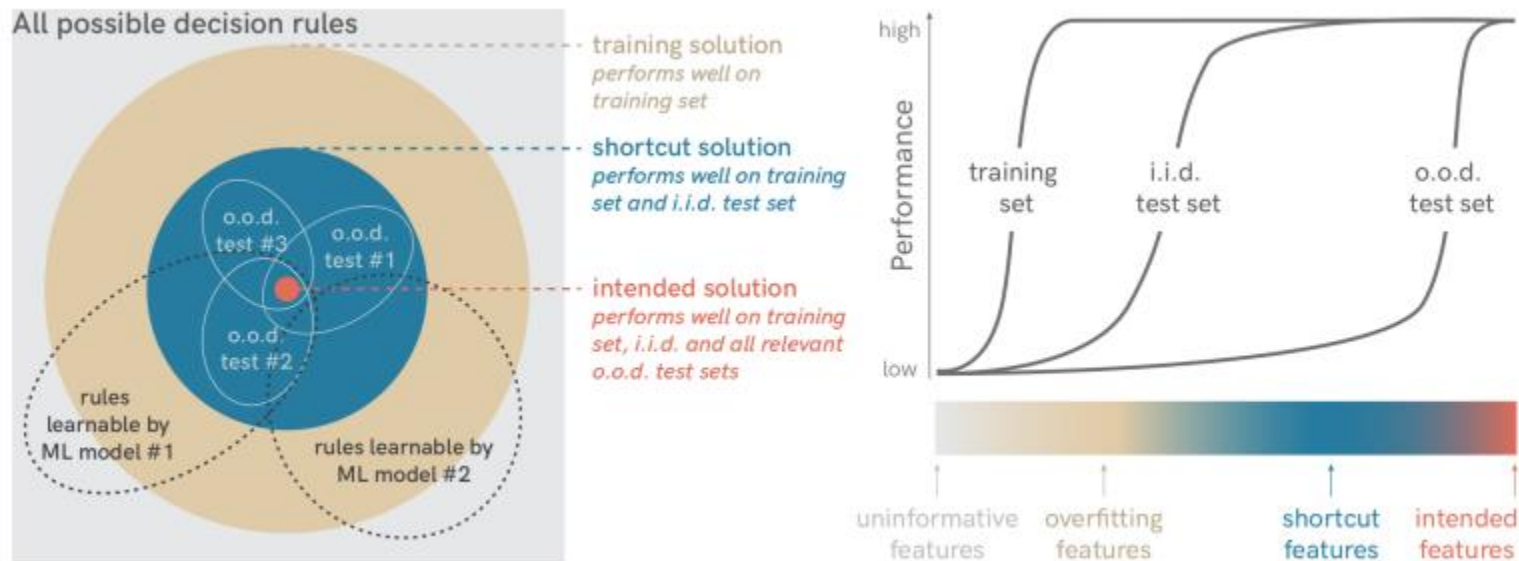 All possible decision rules
training solution
performs well on
training set
shortcut solution
performs well on training
set and i.i.d. test set
intended solution
performs well on training
set, i.i.d. and all relevant
o.o.d. test sets
o.o.d.
test #3
o.o.d.
test #1
o.o.d.
test #2
rules
learnable by
ML model #1
rules learnable by
ML model #2
high
Performance
low
training
set
i.i.d.
test set
o.o.d.
test set
uninformative
features
overfitting
features
shortcut
features
intended
features